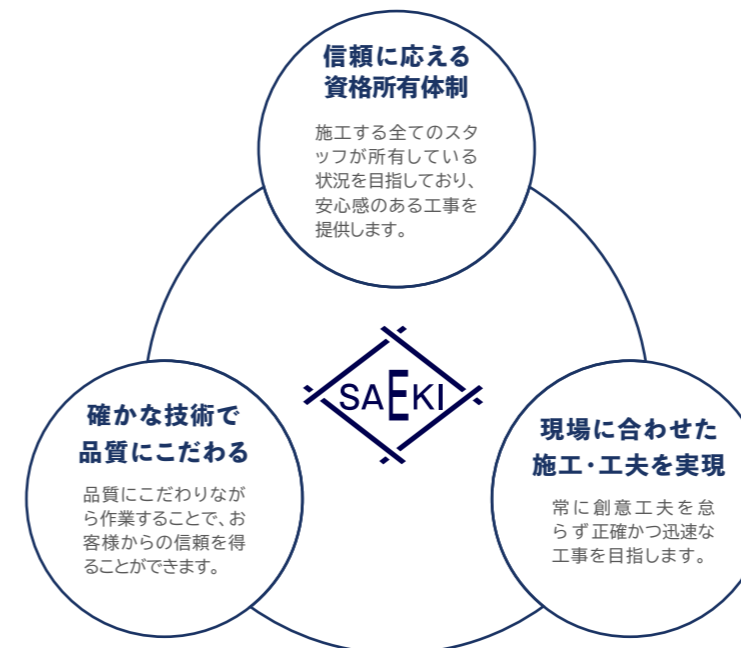 信頼に応える
資格所有体制
施工する全てのスタ
ッフが所有している
状況を目指しており、
安心感のある工事を
提供します。
SAEKI
確かな技術で
品質にこだわる
品質にこだわりなが
ら作業することで、お
客様からの信頼を得
ることができます。
現場に合わせた
施工・工夫を実現
常に創意工夫を怠
らず正確かつ迅速な
工事を目指します。